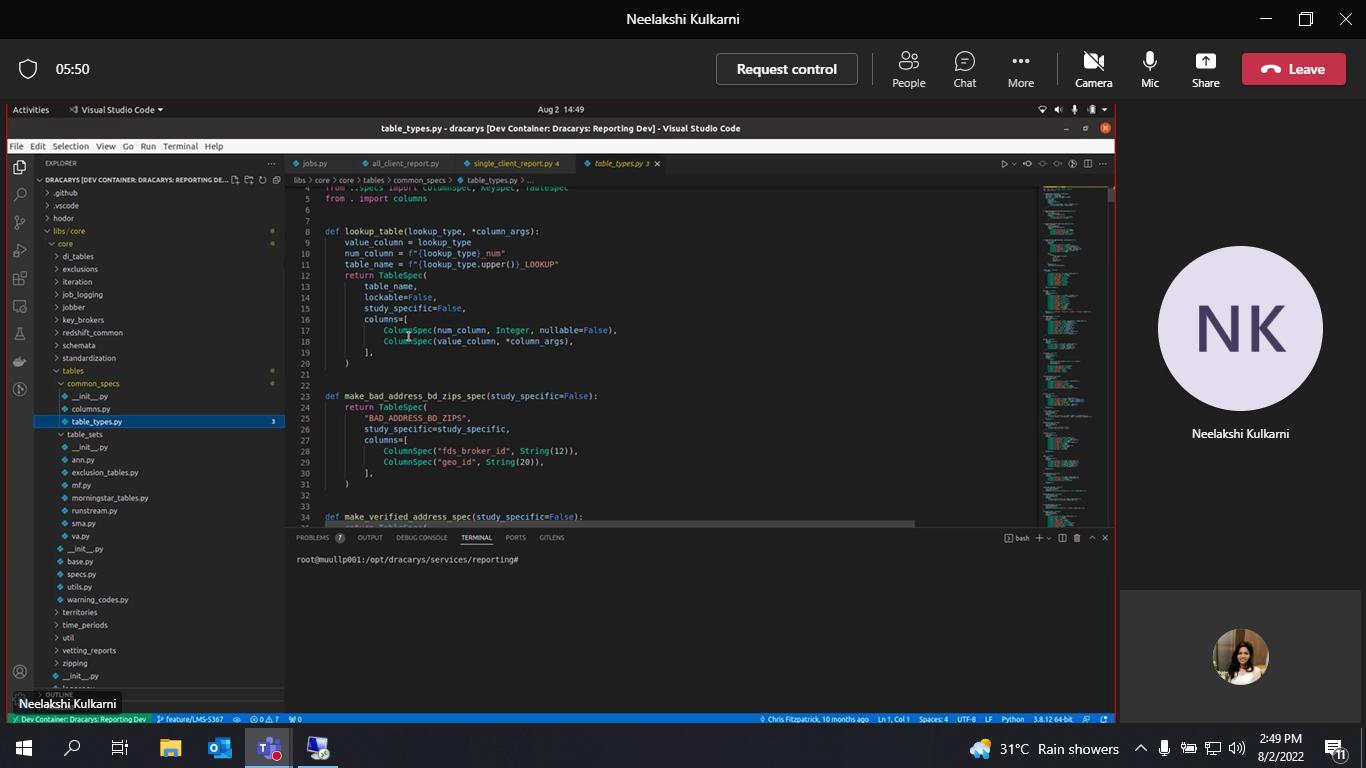 Neelakshi Kulkarni
05:50
Request control
People
Chat
More
Camera
Mic
Share
Leave
Activities
Visual Studio Code
Aug 2 14:49
table_types.py - dracarys [Dev Container: Dracarys: Reporting Dev] - Visual Studio Code
File Edit Selection View Go Run Terminal Help
EXPLORER
DRACARYS [DEV CONTAINER: DRACARYS: REPORTING DE...
.github
.vscode
hodor
libs/core
core
di_tables
exclusions
iteration
job_logging
jobber
key_brokers
redshift_common
schemata
standardization
tables
common_specs
__init__.py
columns.py
table_types.py 3
table_sets
__init__.py
ann.py
exclusion_tables.py
mf.py
morningstar_tables.py
runstream.py
sma.py
va.py
__init__.py
base.py
specs.py
utils.py
warning_codes.py
territories
time_periods
util
vetting_reports
zipping
__init__.py
OUTLINE
jobs.py
all_client_report.py
single_client_report.py 4
table_types.py 3
libs > core > core > tables > common_specs > table_types.py > ...
4 from ..specs import ColumnSpec, KeySpec, TableSpec
5 from . import columns
6
7
8 def lookup_table(lookup_type, *column_args):
9 value_column = lookup_type
10 num_column = f"{lookup_type}_num"
11 table_name = f"{lookup_type.upper()}_LOOKUP"
12 return TableSpec(
13 table_name,
14 lockable=False,
15 study_specific=False,
16 columns=[
17 ColumnSpec(num_column, Integer, nullable=False),
18 ColumnSpec(value_column, *column_args),
19 ],
20 )
21
22
23 def make_bad_address_bd_zips_spec(study_specific=False):
24 return TableSpec(
25 "BAD_ADDRESS_BD_ZIPS",
26 study_specific=study_specific,
27 columns=[
28 ColumnSpec("fds_broker_id", String(12)),
29 ColumnSpec("geo_id", String(20)),
30 ],
31 )
32
33
34 def make_verified_address_spec(study_specific=False):
PROBLEMS 7 OUTPUT DEBUG CONSOLE TERMINAL PORTS GITLENS
bash
root@muullp001:/opt/dracarys/services/reporting#
Neelakshi Kulkarni
Dev Container: Dracarys: Reporting Dev
feature/LMS-5367
0 7
0
Chris Fitzpatrick, 10 months ago
Ln 1, Col 1
Spaces: 4
UTF-8
LF
Python
3.8.12 64-bit
NK
Neelakshi Kulkarni
31°C Rain showers
2:49 PM
8/2/2022
11